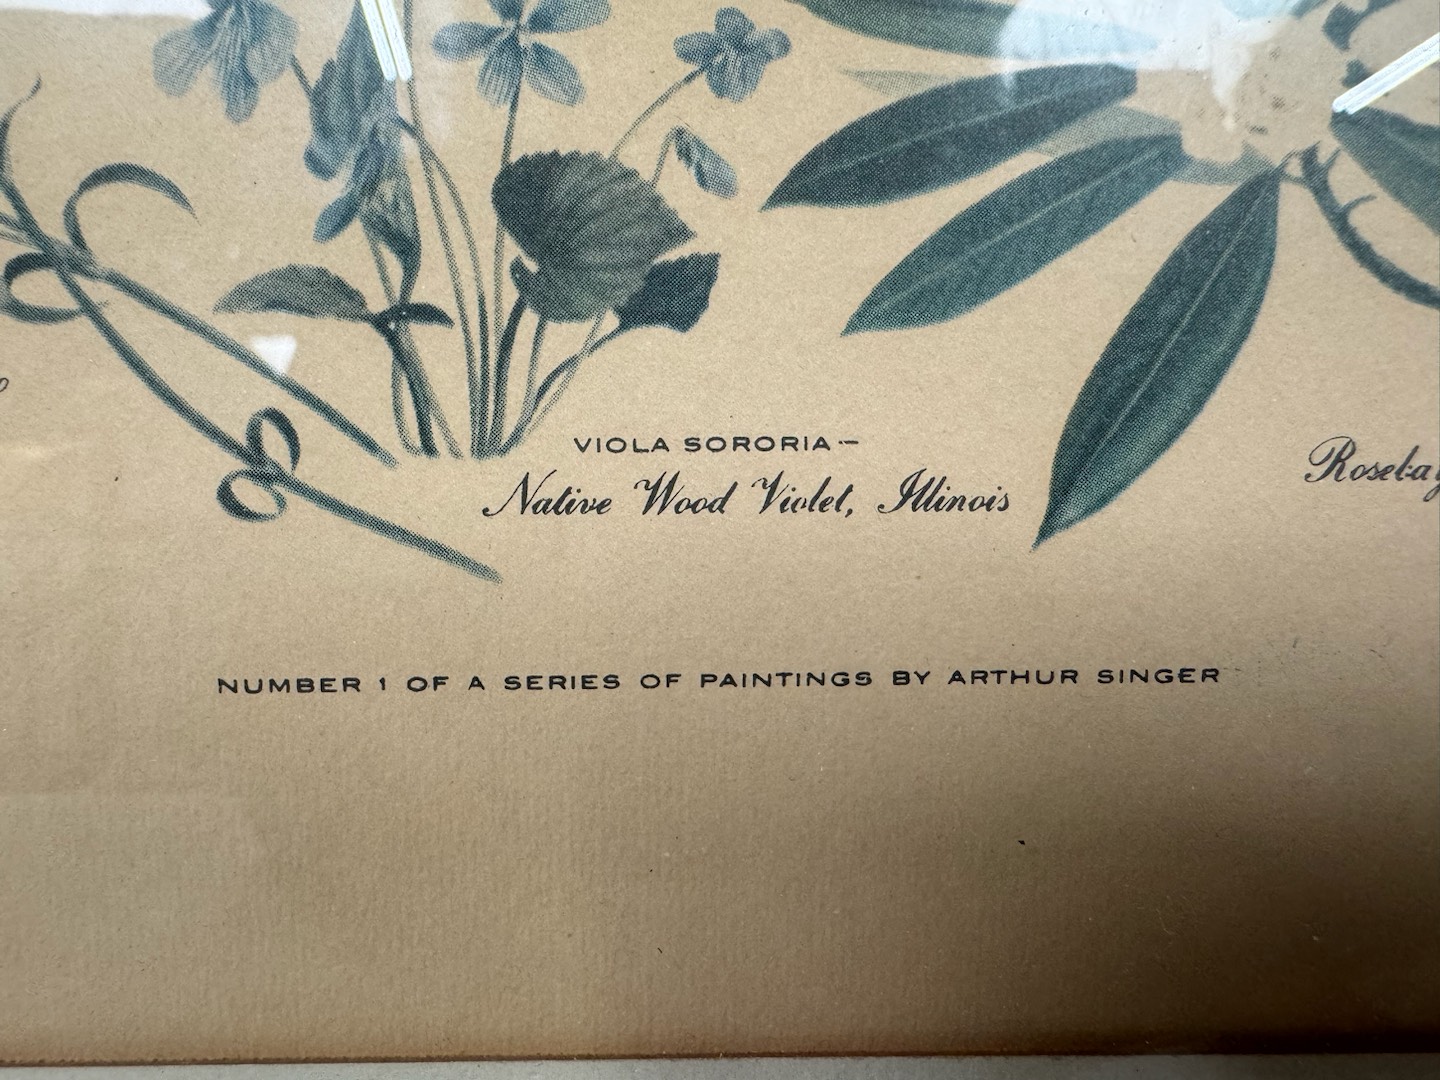 VIOLA SORORIA —
Native Wood Violet, Illinois
NUMBER 1 OF A SERIES OF PAINTINGS BY ARTHUR SINGER